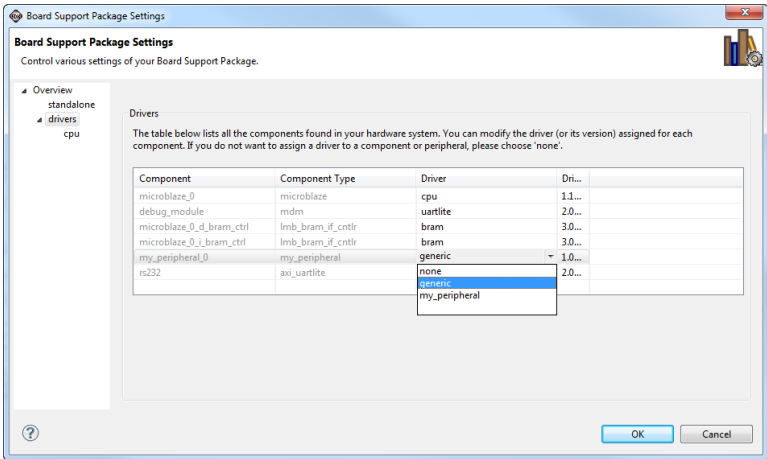 Board Support Package Settings
Board Support Package Settings
Control various settings of your Board Support Package.
Overview
standalone
drivers
cpu
Drivers
The table below lists all the components found in your hardware system. You can modify the driver (or its version) assigned for each
component. If you do not want to assign a driver to a component or peripheral, please choose 'none'.
Component Component Type Driver Dri...
microblaze_0 microblaze cpu 1.1...
debug_module mdm uartlite 2.0...
microblaze_0_d_bram_ctrl lmb_bram_if_cntlr bram 3.0...
microblaze_0_i_bram_ctrl lmb_bram_if_cntlr bram 3.0...
my_peripheral_0 my_peripheral generic 1.0...
rs232 axi_uartlite 2.0...
none
generic
my_peripheral
?
OK Cancel